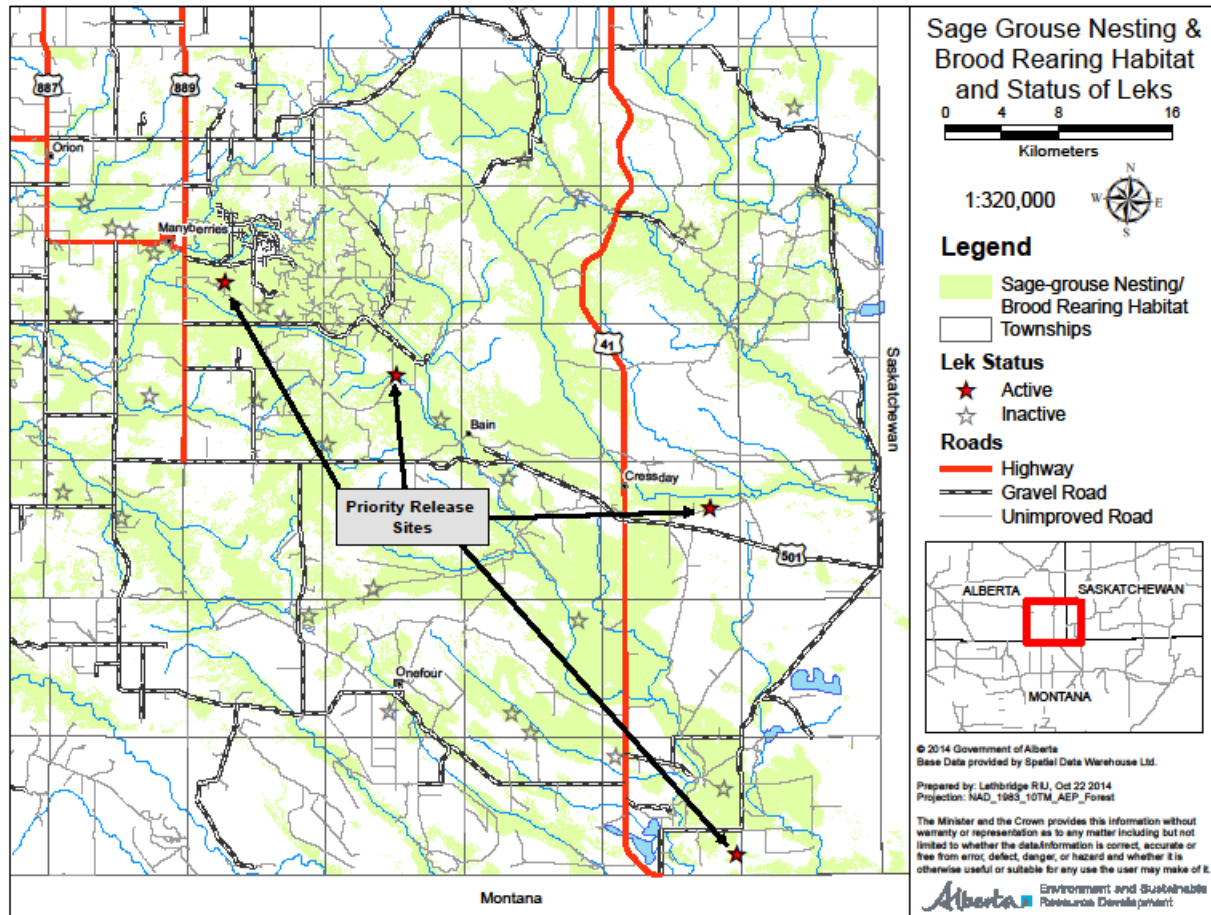 887
889
Orion
Manyberries
41
Bain
Cressday
Priority Release
Sites
501
Onefour
Saskatchewan
Montana
Sage Grouse Nesting &
Brood Rearing Habitat
and Status of Leks
0 4 8 16
Kilometers
1:320,000
N
W E
S
Legend
Sage-grouse Nesting/
Brood Rearing Habitat
Townships
Lek Status
Active
Inactive
Roads
Highway
Gravel Road
Unimproved Road
ALBERTA
SASKATCHEWAN
MONTANA
© 2014 Government of Alberta
Base Data provided by Spatial Data Warehouse Ltd.
Prepared by: Lethbridge RIU, Oct 22 2014
Projection: NAD_1983_10TM_AEP_Forest
The Minister and the Crown provides this information without
warranty or representation as to any matter including but not
limited to whether the data/information is correct, accurate or
free from error, defect, danger, or hazard and whether it is
otherwise useful or suitable for any use the user may make of it.
Alberta Environment and Sustainable
Resource Development